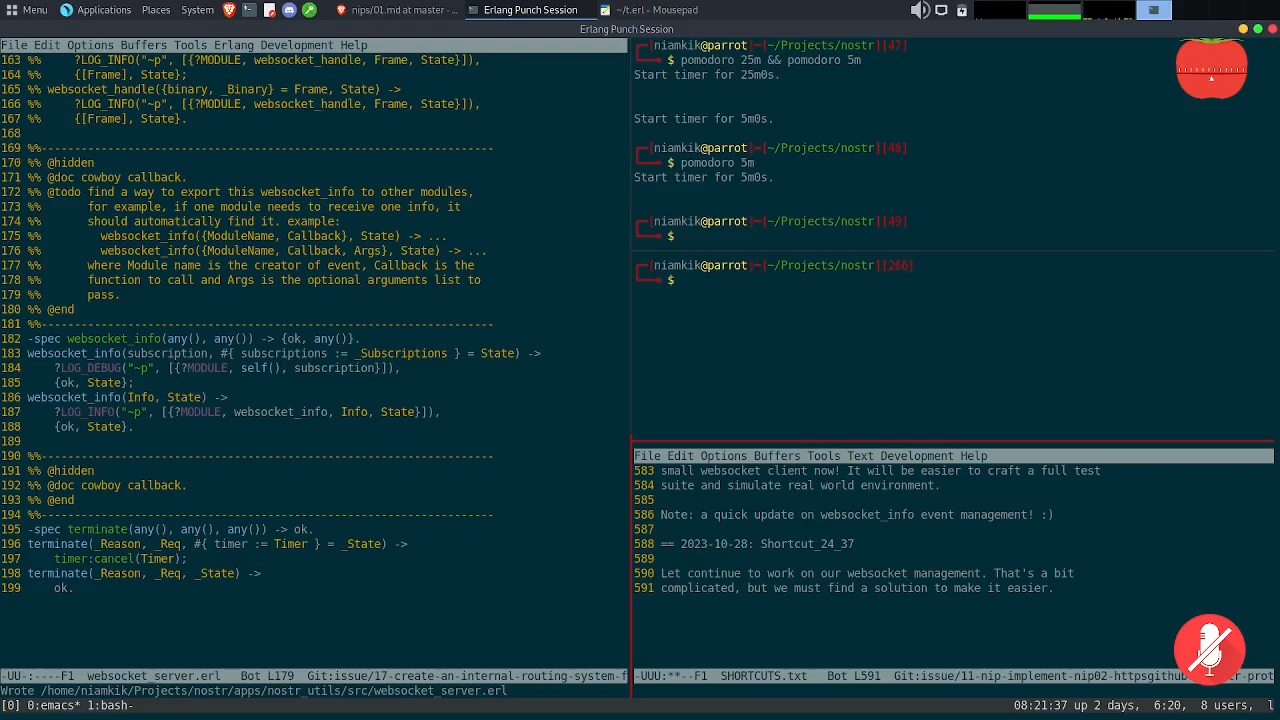 Menu Applications Places System nips/01.md at master - ... Erlang Punch Session ~/t.erl - Mousepad
Erlang Punch Session
File Edit Options Buffers Tools Erlang Development Help
163 %%     ?LOG_INFO("~p", [{?MODULE, websocket_handle, Frame, State}]),
164 %%     {[Frame], State};
165 %% websocket_handle({binary, _Binary} = Frame, State) ->
166 %%     ?LOG_INFO("~p", [{?MODULE, websocket_handle, Frame, State}]),
167 %%     {[Frame], State}.
168
169 %%--------------------------------------------------------------------
170 %% @hidden
171 %% @doc cowboy callback.
172 %% @todo find a way to export this websocket_info to other modules,
173 %%       for example, if one module needs to receive one info, it
174 %%       should automatically find it. example:
175 %%         websocket_info({ModuleName, Callback}, State) -> ...
176 %%         websocket_info({ModuleName, Callback, Args}, State) -> ...
177 %%       where Module name is the creator of event, Callback is the
178 %%       function to call and Args is the optional arguments list to
179 %%       pass.
180 %% @end
181 %%--------------------------------------------------------------------
182 -spec websocket_info(any(), any()) -> {ok, any()}.
183 websocket_info(subscription, #{ subscriptions := _Subscriptions } = State) ->
184     ?LOG_DEBUG("~p", [{?MODULE, self(), subscription}]),
185     {ok, State};
186 websocket_info(Info, State) ->
187     ?LOG_INFO("~p", [{?MODULE, websocket_info, Info, State}]),
188     {ok, State}.
189
190 %%--------------------------------------------------------------------
191 %% @hidden
192 %% @doc cowboy callback.
193 %% @end
194 %%--------------------------------------------------------------------
195 -spec terminate(any(), any(), any()) -> ok.
196 terminate(_Reason, _Req, #{ timer := Timer } = _State) ->
197     timer:cancel(Timer);
198 terminate(_Reason, _Req, _State) ->
199     ok.
-UU-:----F1  websocket_server.erl   Bot L179  Git:issue/17-create-an-internal-routing-system-f
Wrote /home/niamkik/Projects/nostr/apps/nostr_utils/src/websocket_server.erl
┌─[niamkik@parrot]─[~/Projects/nostr][47]
└──╼ $ pomodoro 25m && pomodoro 5m
Start timer for 25m0s.
Start timer for 5m0s.
┌─[niamkik@parrot]─[~/Projects/nostr][48]
└──╼ $ pomodoro 5m
Start timer for 5m0s.
┌─[niamkik@parrot]─[~/Projects/nostr][49]
└──╼ $
┌─[niamkik@parrot]─[~/Projects/nostr][266]
└──╼ $
File Edit Options Buffers Tools Text Development Help
583 small websocket client now! It will be easier to craft a full test
584 suite and simulate real world environment.
585
586 Note: a quick update on websocket_info event management! :)
587
588 == 2023-10-28: Shortcut_24_37
589
590 Let continue to work on our websocket management. That's a bit
591 complicated, but we must find a solution to make it easier.
-UUU:**--F1  SHORTCUTS.txt   Bot L591   Git:issue/11-nip-implement-nip02-httpsgithub r-prot
[0] 0:emacs* 1:bash-
08:21:37 up 2 days,  6:20,  8 users,  l